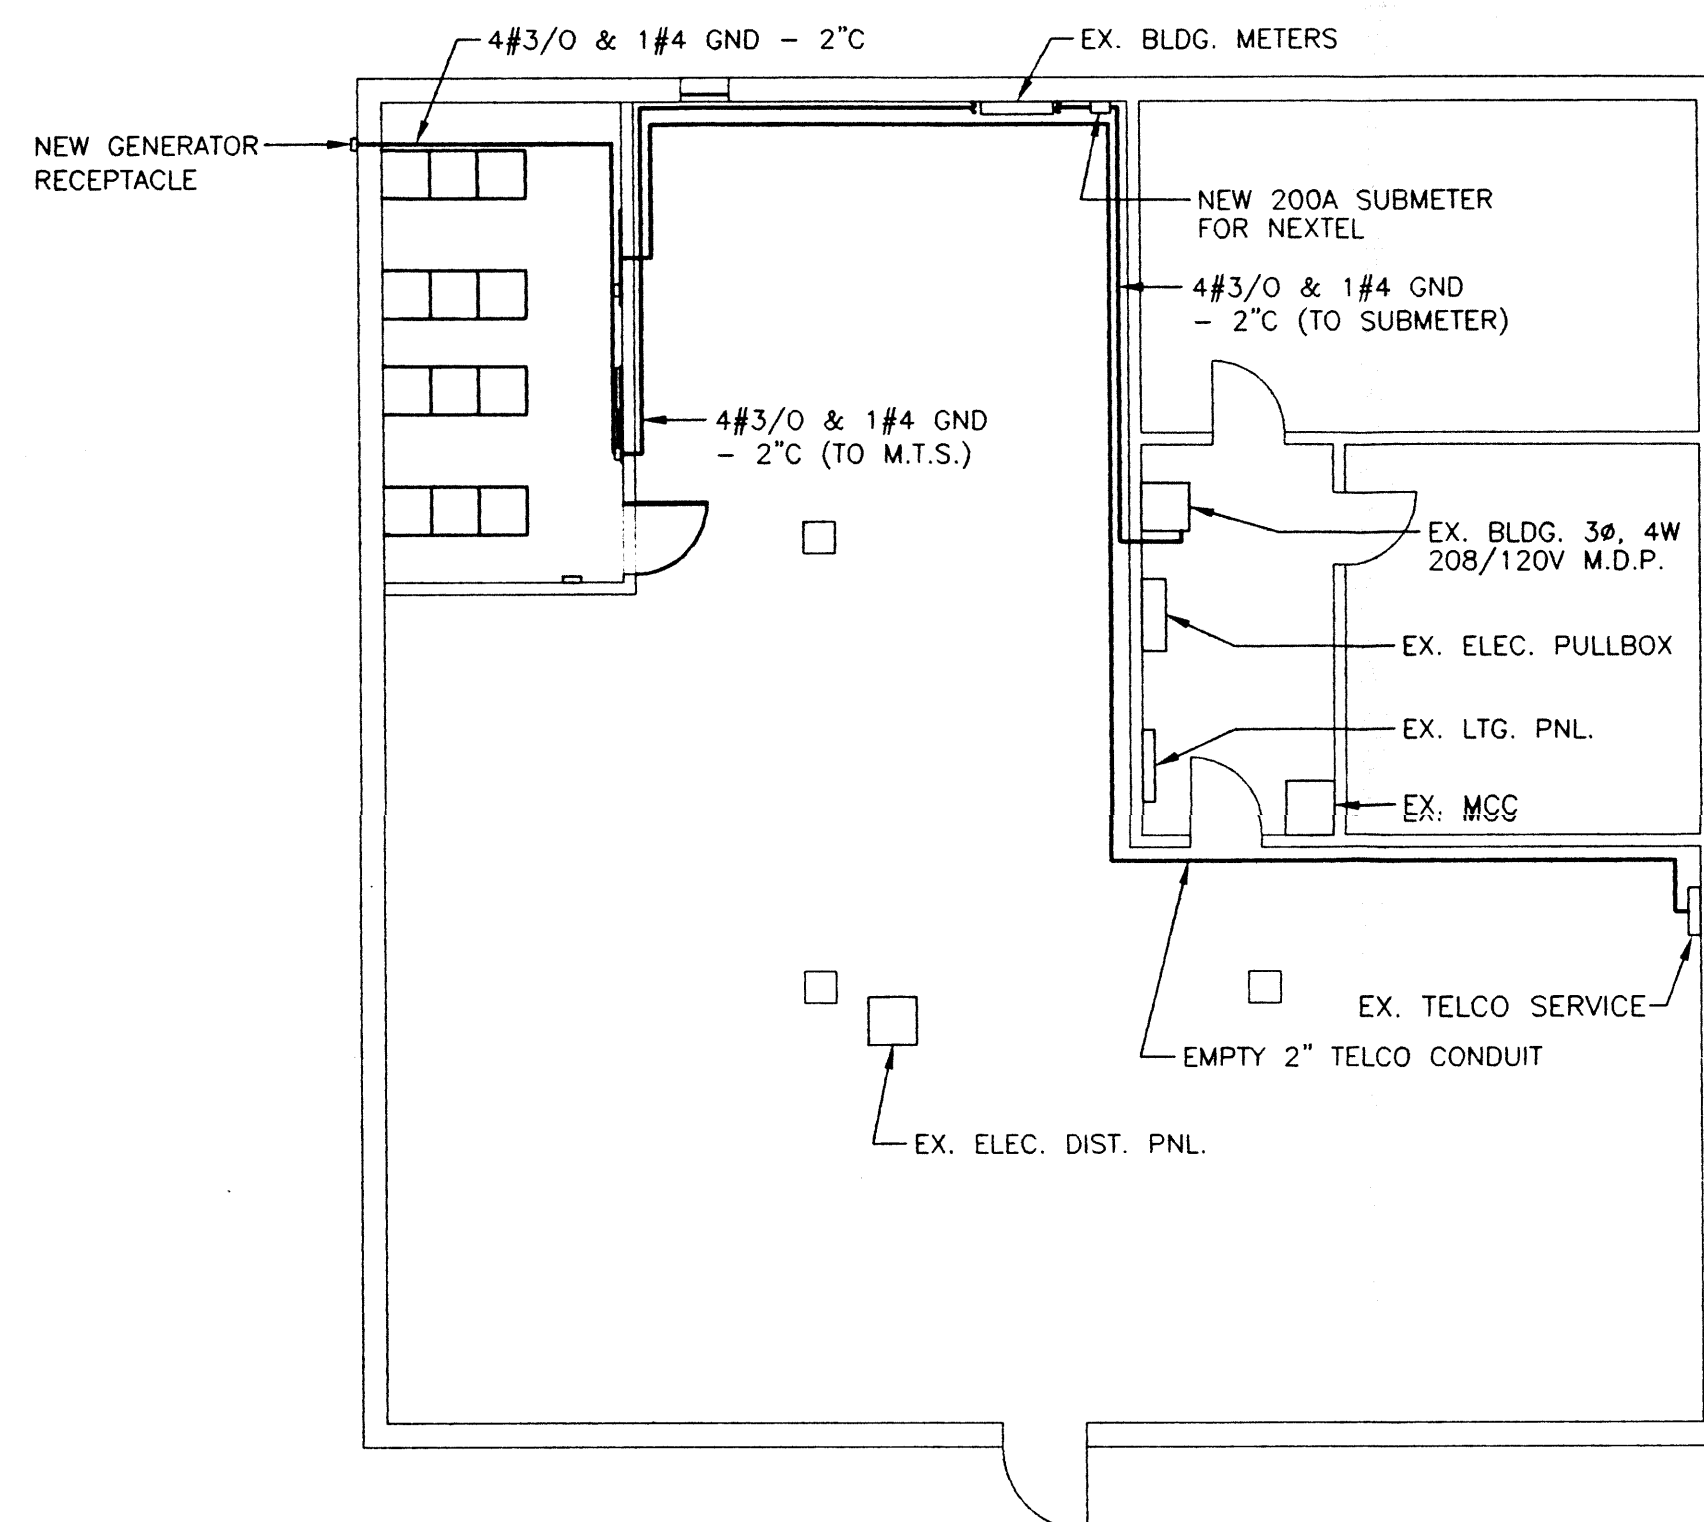 4#3/0 & 1#4 GND - 2"C
EX. BLDG. METERS
NEW GENERATOR
RECEPTACLE
NEW 200A SUBMETER
FOR NEXTEL
4#3/0 & 1#4 GND
- 2"C (TO SUBMETER)
4#3/0 & 1#4 GND
- 2"C (TO M.T.S.)
EX. BLDG. 3ø, 4W
208/120V M.D.P.
EX. ELEC. PULLBOX
EX. LTG. PNL.
EX. MCC
EX. TELCO SERVICE
EMPTY 2" TELCO CONDUIT
EX. ELEC. DIST. PNL.